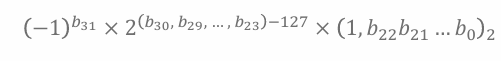 (−1)^{b_{31}} × 2^{(b_{30}, b_{29}, … , b_{23})−127} × (1, b_{22}b_{21} … b_0)_2